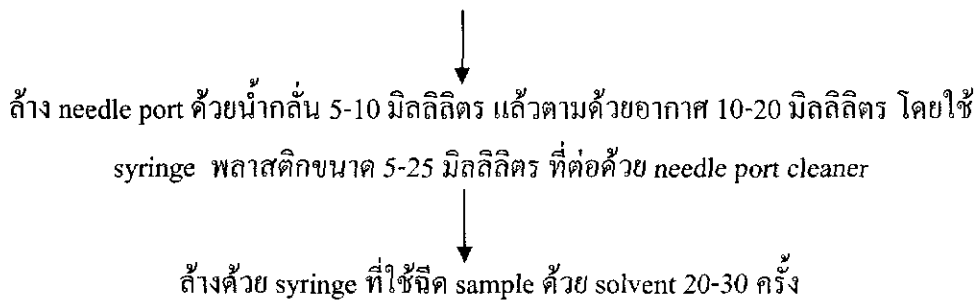 ล้าง needle port ด้วยน้ำกลั่น 5-10 มิลลิลิตร แล้วตามด้วยอากาศ 10-20 มิลลิลิตร โดยใช้
syringe พลาสติกขนาด 5-25 มิลลิลิตร ที่ต่อด้วย needle port cleaner
ล้างด้วย syringe ที่ใช้ฉีด sample ด้วย solvent 20-30 ครั้ง